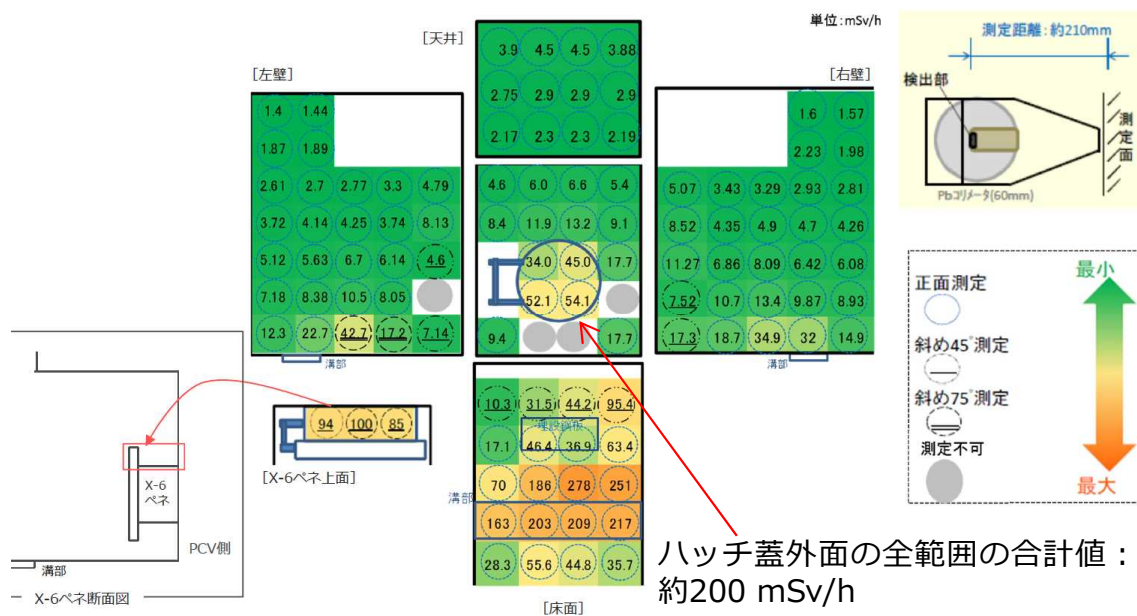 単位：mSv/h
[天井]
3.9 4.5 4.5 3.88
2.75 2.9 2.9 2.9
2.17 2.3 2.3 2.19
[左壁]
1.4 1.44
1.87 1.89
2.61 2.7 2.77 3.3 4.79
3.72 4.14 4.25 3.74 8.13
5.12 5.63 6.7 6.14 4.6
7.18 8.38 10.5 8.05
12.3 22.7 42.7 17.2 7.14
溝部
4.6 6.0 6.6 5.4
8.4 11.9 13.2 9.1
34.0 45.0 17.7
52.1 54.1
9.4 17.7
[右壁]
1.6 1.57
2.23 1.98
5.07 3.43 3.29 2.93 2.81
8.52 4.35 4.9 4.7 4.26
11.27 6.86 8.09 6.42 6.08
7.52 10.7 13.4 9.87 8.93
17.3 18.7 34.9 32 14.9
溝部
測定距離：約210mm
検出部
測定面
Pbコリメータ(60mm)
正面測定
斜め45°測定
斜め75°測定
測定不可
最小
最大
94 100 85
[X-6ペネ上面]
X-6
ペネ
PCV側
溝部
X-6ペネ断面図
10.3 31.5 44.2 95.4
埋設鋼板
17.1 46.4 36.9 63.4
70 186 278 251
溝部
163 203 209 217
28.3 55.6 44.8 35.7
[床面]
ハッチ蓋外面の全範囲の合計値：
約200 mSv/h